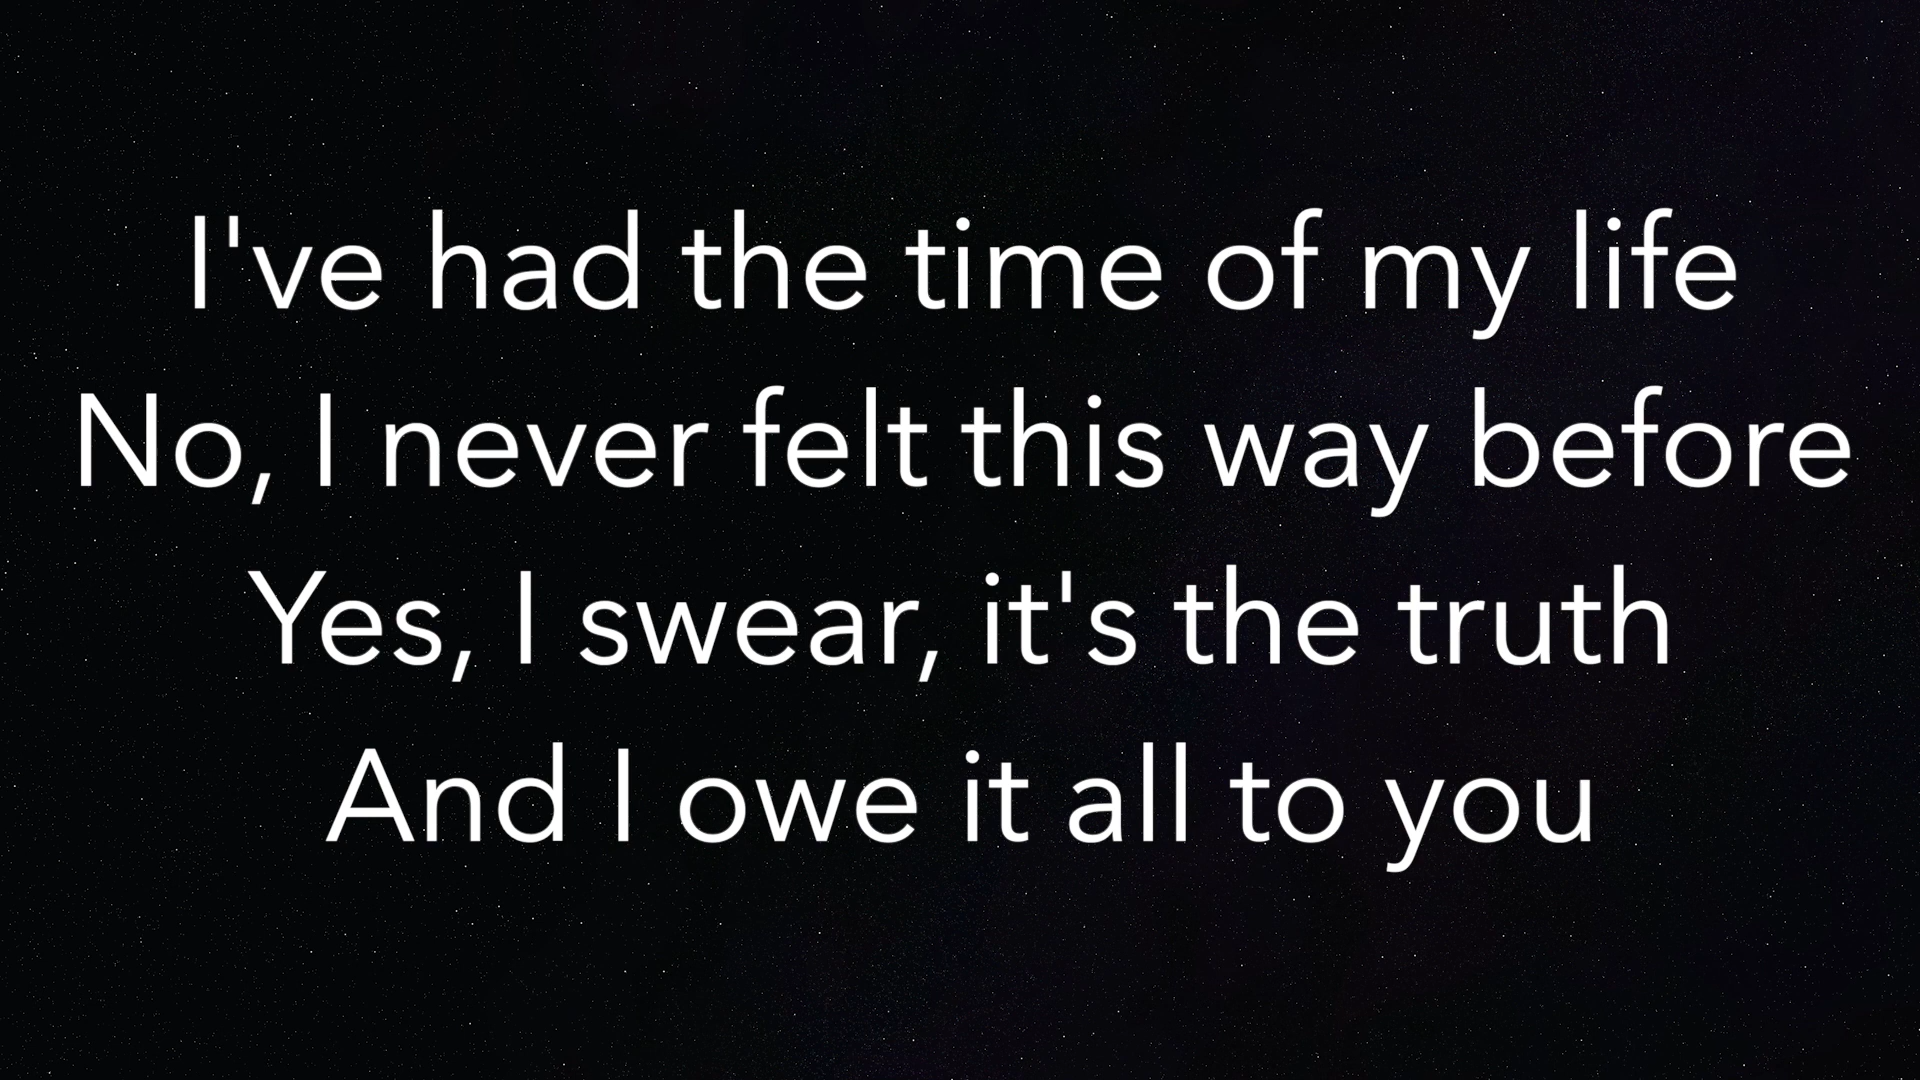 I've had the time of my life
No, I never felt this way before
Yes, I swear, it's the truth
And I owe it all to you